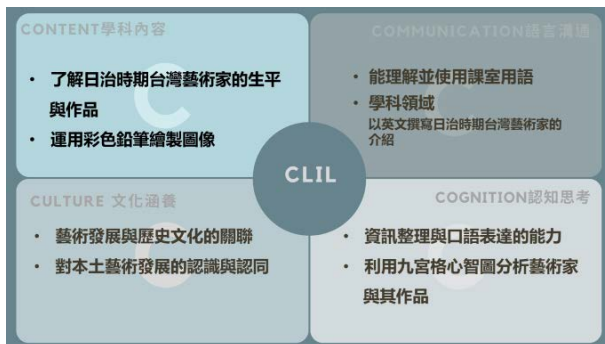 CONTENT學科內容
• 了解日治時期台灣藝術家的生平
與作品
• 運用彩色鉛筆繪製圖像
COMMUNICATION語言溝通
• 能理解並使用課室用語
• 學科領域
以英文撰寫日治時期台灣藝術家的
介紹
CLIL
CULTURE 文化涵養
• 藝術發展與歷史文化的關聯
• 對本土藝術發展的認識與認同
COGNITION認知思考
• 資訊整理與口語表達的能力
• 利用九宮格心智圖分析藝術家
與其作品
C
C
C
C